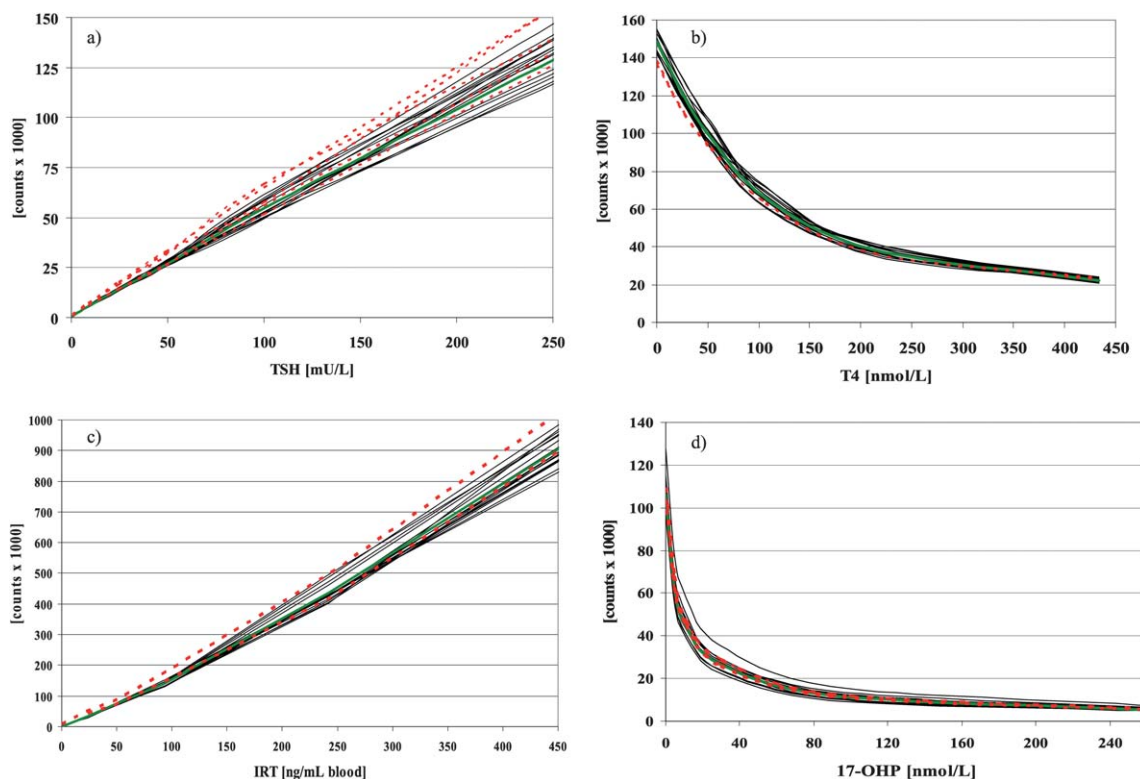 a)
[counts x 1000]
150
125
100
75
50
25
0
0 50 100 150 200 250
TSH [mU/L]
b)
[counts x 1000]
160
140
120
100
80
60
40
20
0
0 50 100 150 200 250 300 350 400 450
T4 [nmol/L]
c)
[counts x 1000]
1000
900
800
700
600
500
400
300
200
100
0
0 50 100 150 200 250 300 350 400 450
IRT [ng/mL blood]
d)
[counts x 1000]
140
120
100
80
60
40
20
0
0 40 80 120 160 200 240
17-OHP [nmol/L]